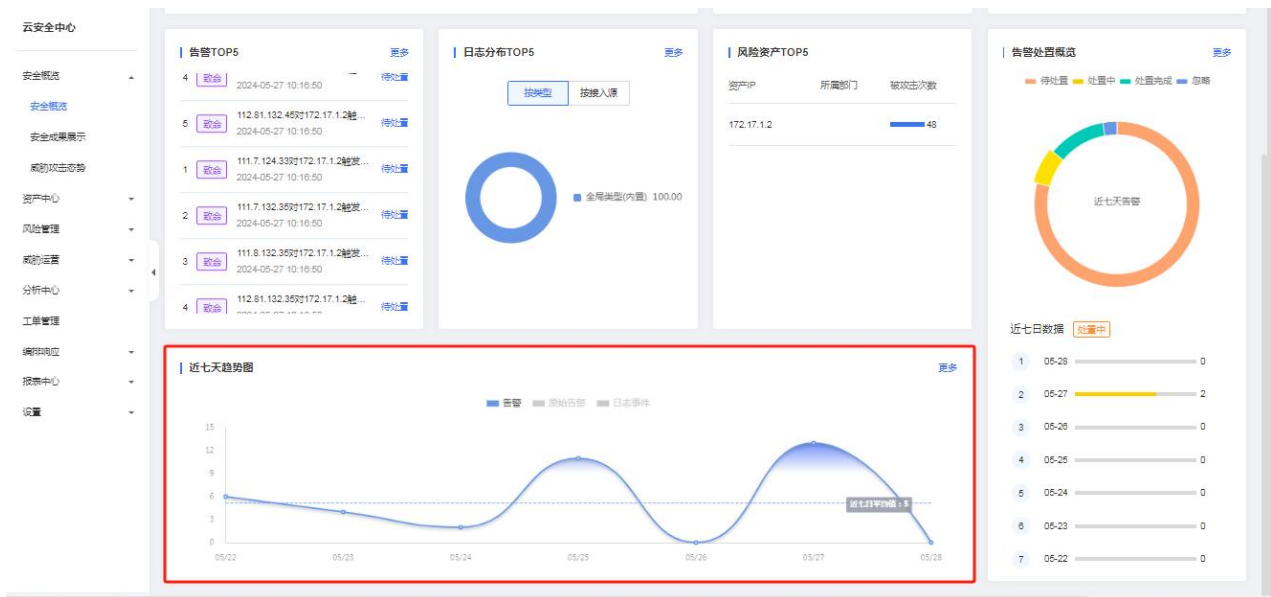 云安全中心
安全概览
安全概览
安全成果展示
威胁攻击态势
资产中心
风险管理
威胁运营
分析中心
工单管理
编排响应
报表中心
设置
告警TOP5
更多
4
致命
待处置
2024-05-27 10:16:50
5
致命
112.81.132.45对172.17.1.2触...
待处置
2024-05-27 10:16:50
1
致命
111.7.124.33对172.17.1.2触发...
待处置
2024-05-27 10:16:50
2
致命
111.7.132.35对172.17.1.2触发...
待处置
2024-05-27 10:16:50
3
致命
111.8.132.35对172.17.1.2触发...
待处置
2024-05-27 10:16:50
4
致命
112.81.132.35对172.17.1.2触...
待处置
日志分布TOP5
更多
按类型
按接入源
全局类型(内置) 100.00
风险资产TOP5
资产IP
所属部门
被攻击次数
172.17.1.2
48
告警处置概览
更多
待处置
处置中
处置完成
忽略
近七天告警
近七日数据
处置中
1 05-28 0
2 05-27 2
3 05-26 0
4 05-25 0
5 05-24 0
6 05-23 0
7 05-22 0
近七天趋势图
更多
告警
原始告警
日志事件
15
12
9
6
3
0
近七日平均值：5
05/22
05/23
05/24
05/25
05/26
05/27
05/28